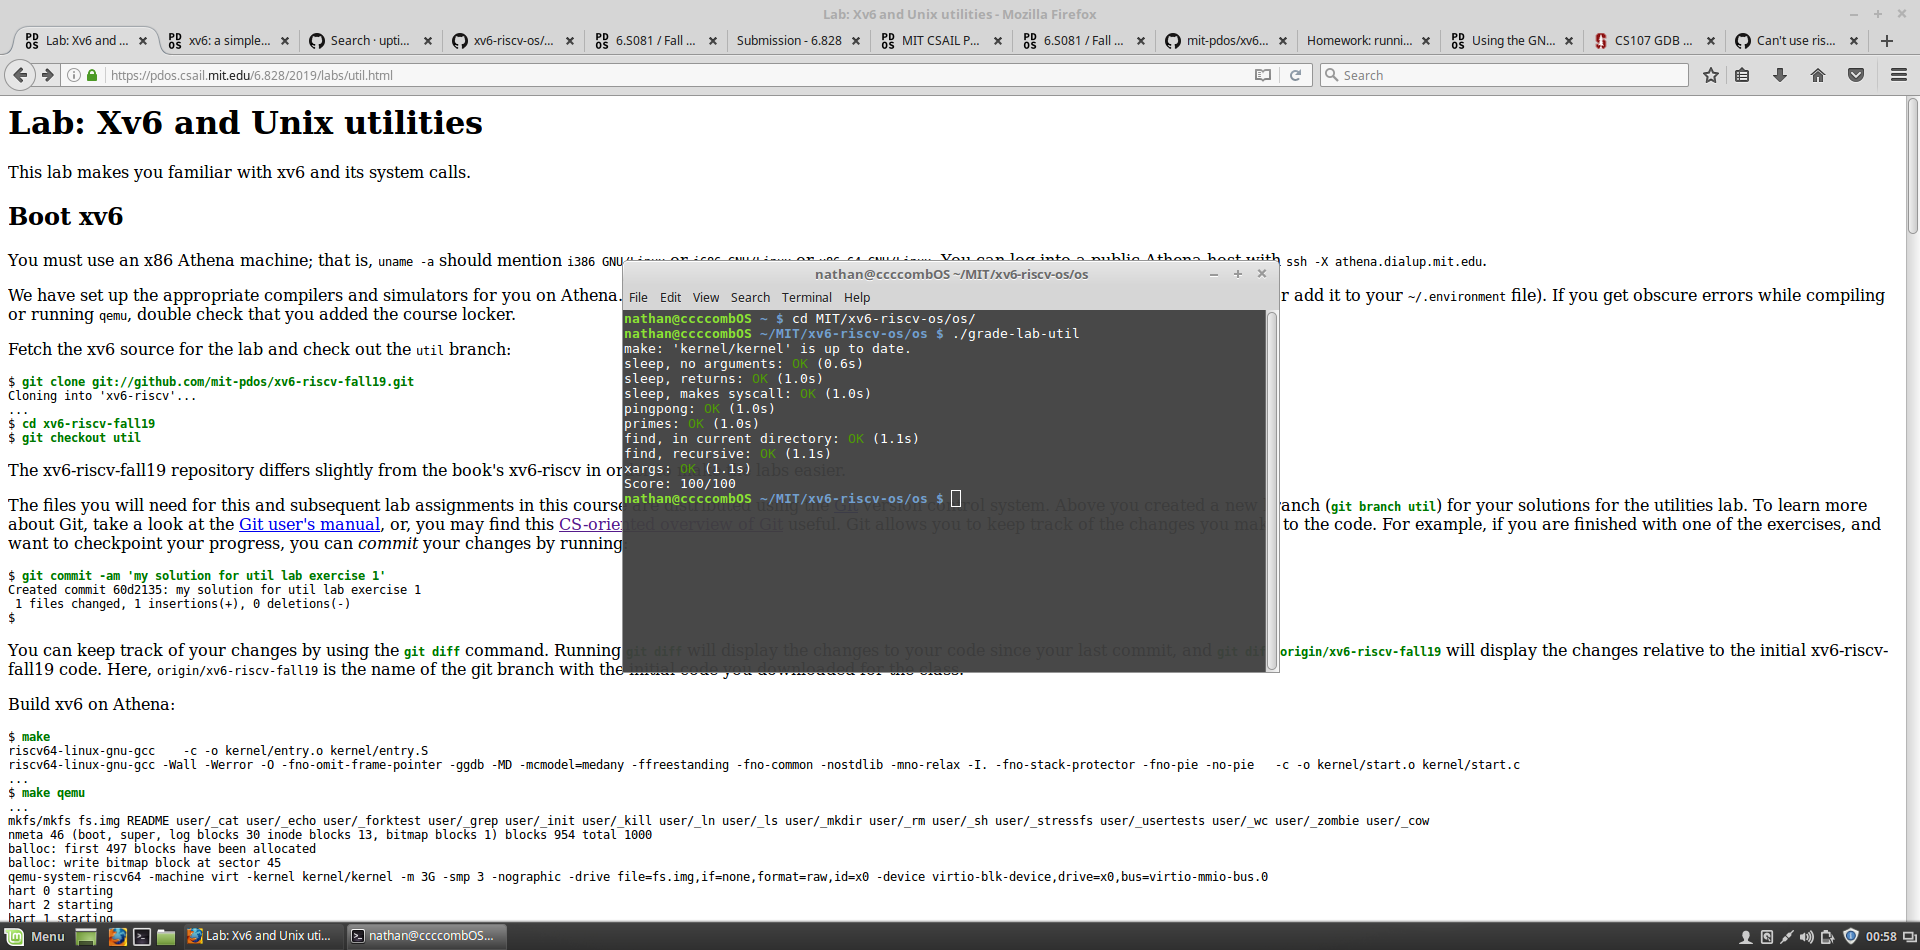 Lab: Xv6 and Unix utilities - Mozilla Firefox
Lab: Xv6 and ...
xv6: a simple...
Search · upti...
xv6-riscv-os/...
6.S081 / Fall ...
Submission - 6.828
MIT CSAIL P...
6.S081 / Fall ...
mit-pdos/xv6...
Homework: runni...
Using the GN...
CS107 GDB ...
Can't use ris...
https://pdos.csail.mit.edu/6.828/2019/labs/util.html
Search
Lab: Xv6 and Unix utilities
This lab makes you familiar with xv6 and its system calls.
Boot xv6
You must use an x86 Athena machine; that is, uname -a should mention i386 GNU/Linux or i686 GNU/Linux or x86_64 GNU/Linux. You can log into a public Athena host with ssh -X athena.dialup.mit.edu.
We have set up the appropriate compilers and simulators for you on Athena. r add it to your ~/.environment file). If you get obscure errors while compiling
or running qemu, double check that you added the course locker.
Fetch the xv6 source for the lab and check out the util branch:
$ git clone git://github.com/mit-pdos/xv6-riscv-fall19.git
Cloning into 'xv6-riscv'...
...
$ cd xv6-riscv-fall19
$ git checkout util
The xv6-riscv-fall19 repository differs slightly from the book's xv6-riscv in or labs easier.
The files you will need for this and subsequent lab assignments in this course are distributed using the Git version control system. Above you created a new branch (git branch util) for your solutions for the utilities lab. To learn more
about Git, take a look at the Git user's manual, or, you may find this CS-oriented overview of Git useful. Git allows you to keep track of the changes you make to the code. For example, if you are finished with one of the exercises, and
want to checkpoint your progress, you can commit your changes by running
$ git commit -am 'my solution for util lab exercise 1'
Created commit 60d2135: my solution for util lab exercise 1
1 files changed, 1 insertions(+), 0 deletions(-)
$
You can keep track of your changes by using the git diff command. Running git diff will display the changes to your code since your last commit, and git diff origin/xv6-riscv-fall19 will display the changes relative to the initial xv6-riscv-
fall19 code. Here, origin/xv6-riscv-fall19 is the name of the git branch with the initial code you downloaded for the class.
Build xv6 on Athena:
$ make
riscv64-linux-gnu-gcc -c -o kernel/entry.o kernel/entry.S
riscv64-linux-gnu-gcc -Wall -Werror -O -fno-omit-frame-pointer -ggdb -MD -mcmodel=medany -ffreestanding -fno-common -nostdlib -mno-relax -I. -fno-stack-protector -fno-pie -no-pie -c -o kernel/start.o kernel/start.c
...
$ make qemu
...
mkfs/mkfs fs.img README user/_cat user/_echo user/_forktest user/_grep user/_init user/_kill user/_ln user/_ls user/_mkdir user/_rm user/_sh user/_stressfs user/_usertests user/_wc user/_zombie user/_cow
nmeta 46 (boot, super, log blocks 30 inode blocks 13, bitmap blocks 1) blocks 954 total 1000
balloc: first 497 blocks have been allocated
balloc: write bitmap block at sector 45
qemu-system-riscv64 -machine virt -kernel kernel/kernel -m 3G -smp 3 -nographic -drive file=fs.img,if=none,format=raw,id=x0 -device virtio-blk-device,drive=x0,bus=virtio-mmio-bus.0
hart 0 starting
hart 2 starting
hart 1 starting
nathan@ccccombOS ~/MIT/xv6-riscv-os/os
File Edit View Search Terminal Help
nathan@ccccombOS ~ $ cd MIT/xv6-riscv-os/os/
nathan@ccccombOS ~/MIT/xv6-riscv-os/os $ ./grade-lab-util
make: 'kernel/kernel' is up to date.
sleep, no arguments: OK (0.6s)
sleep, returns: OK (1.0s)
sleep, makes syscall: OK (1.0s)
pingpong: OK (1.0s)
primes: OK (1.0s)
find, in current directory: OK (1.1s)
find, recursive: OK (1.1s)
xargs: OK (1.1s)
Score: 100/100
nathan@ccccombOS ~/MIT/xv6-riscv-os/os $
Menu
Lab: Xv6 and Unix uti...
nathan@ccccombOS...
00:58